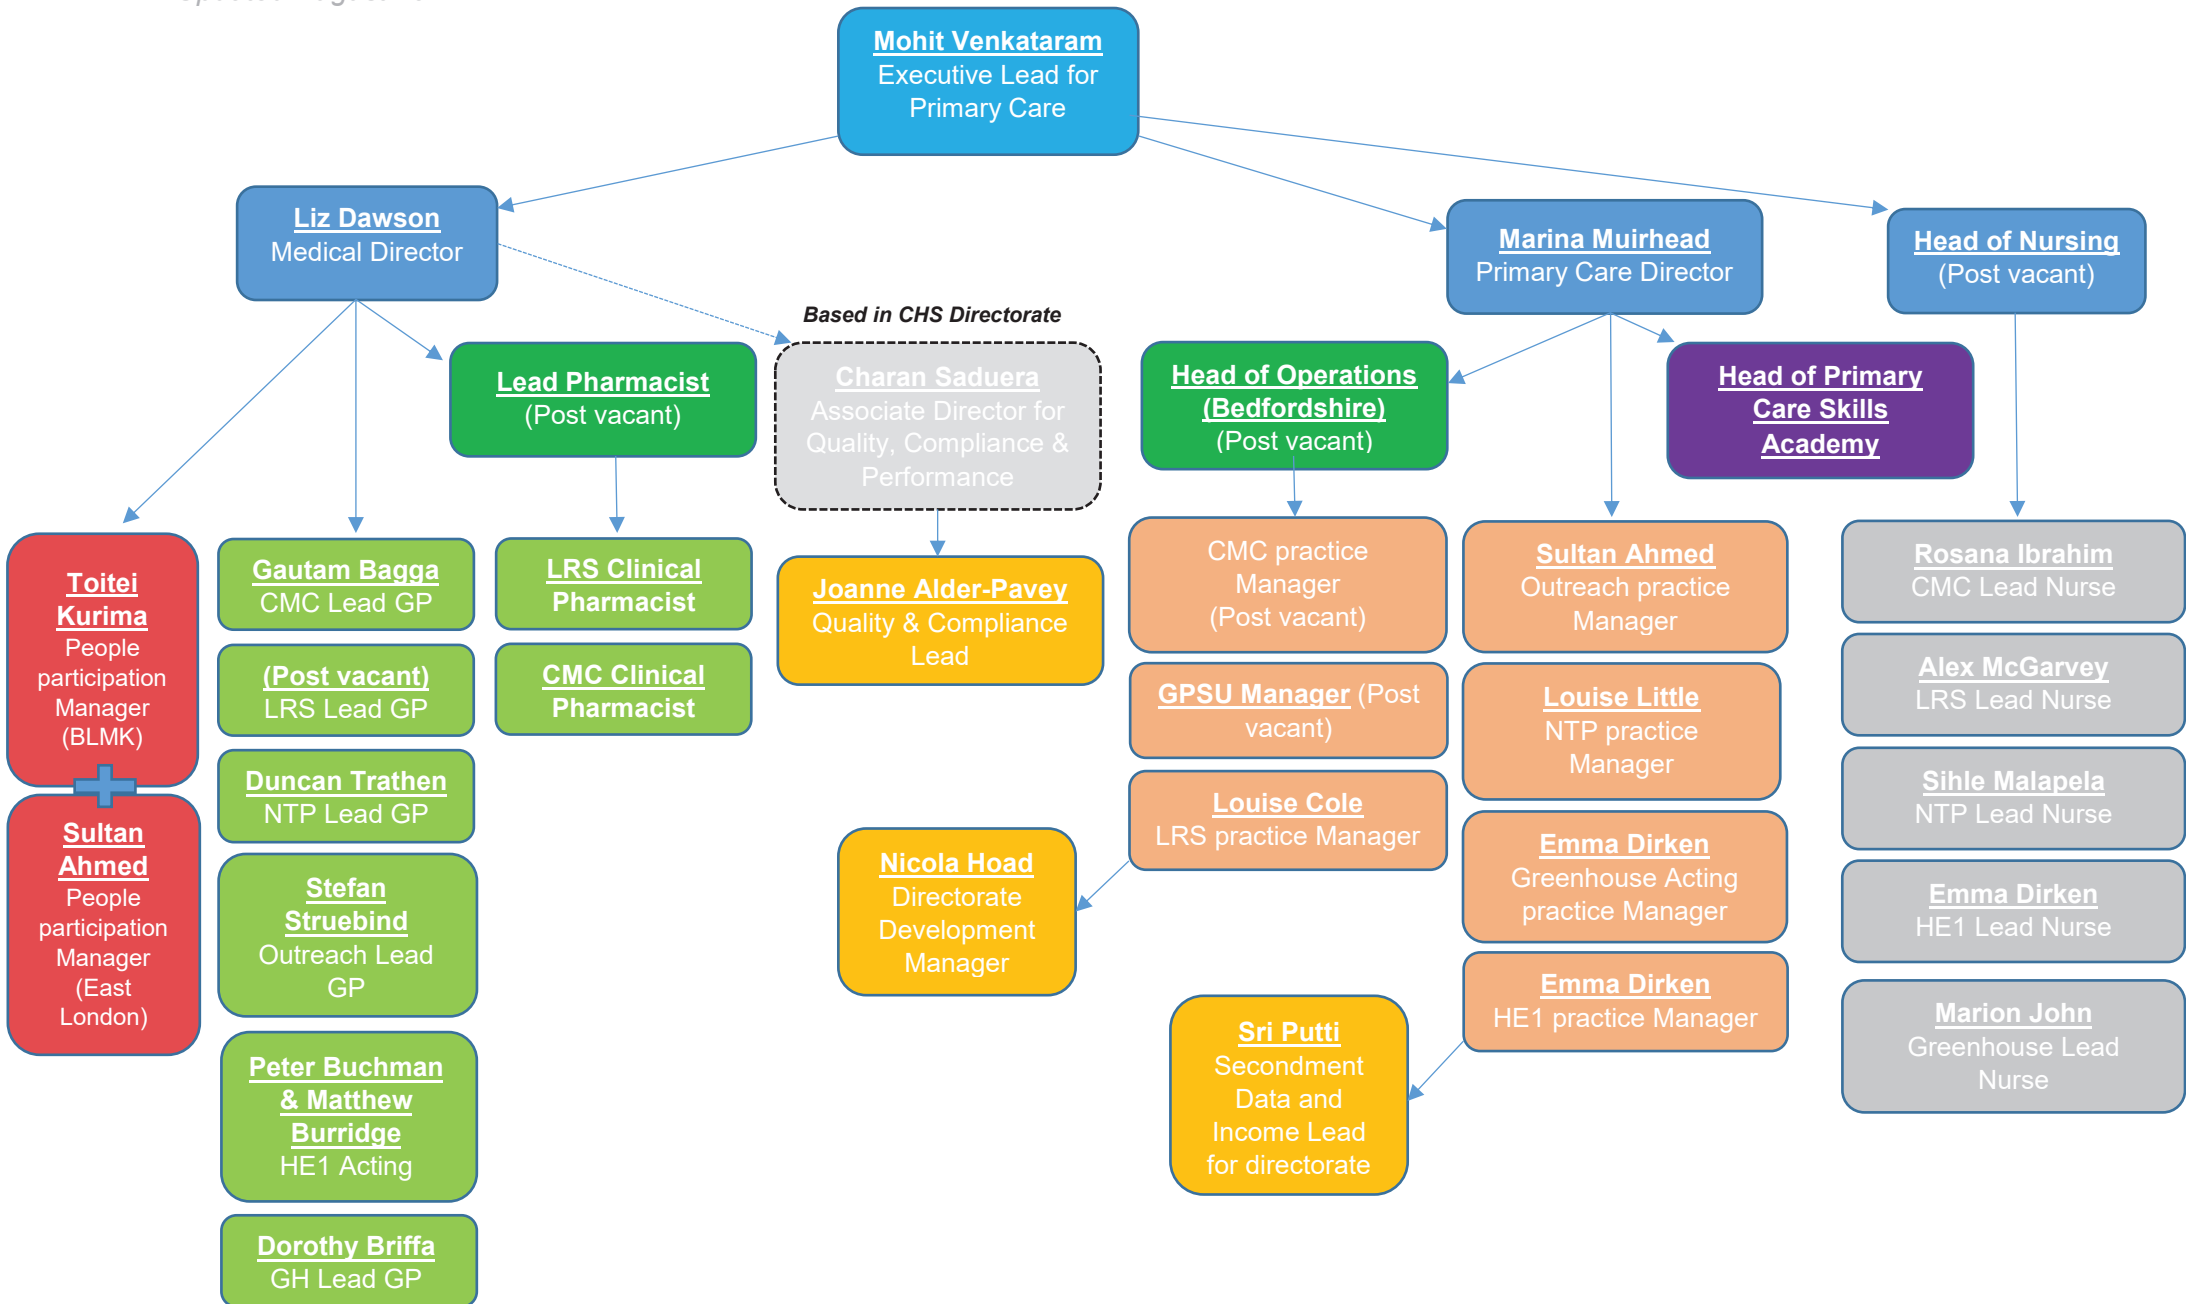 Mohit Venkataram
Executive Lead for
Primary Care
Liz Dawson
Medical Director
Marina Muirhead
Primary Care Director
Head of Nursing
(Post vacant)
Based in CHS Directorate
Lead Pharmacist
(Post vacant)
Charan Saduera
Associate Director for
Quality, Compliance &
Performance
Head of Operations
(Bedfordshire)
(Post vacant)
Head of Primary
Care Skills
Academy
Toitei
Kurima
People
participation
Manager
(BLMK)
Sultan
Ahmed
People
participation
Manager
(East
London)
Gautam Bagga
CMC Lead GP
(Post vacant)
LRS Lead GP
Duncan Trathen
NTP Lead GP
Stefan
Struebind
Outreach Lead
GP
Peter Buchman
& Matthew
Burridge
HE1 Acting
Dorothy Briffa
GH Lead GP
LRS Clinical
Pharmacist
CMC Clinical
Pharmacist
Joanne Alder-Pavey
Quality & Compliance
Lead
CMC practice
Manager
(Post vacant)
GPSU Manager (Post
vacant)
Louise Cole
LRS practice Manager
Nicola Hoad
Directorate
Development
Manager
Sultan Ahmed
Outreach practice
Manager
Louise Little
NTP practice
Manager
Emma Dirken
Greenhouse Acting
practice Manager
Emma Dirken
HE1 practice Manager
Sri Putti
Secondment
Data and
Income Lead
for directorate
Rosana Ibrahim
CMC Lead Nurse
Alex McGarvey
LRS Lead Nurse
Sihle Malapela
NTP Lead Nurse
Emma Dirken
HE1 Lead Nurse
Marion John
Greenhouse Lead
Nurse